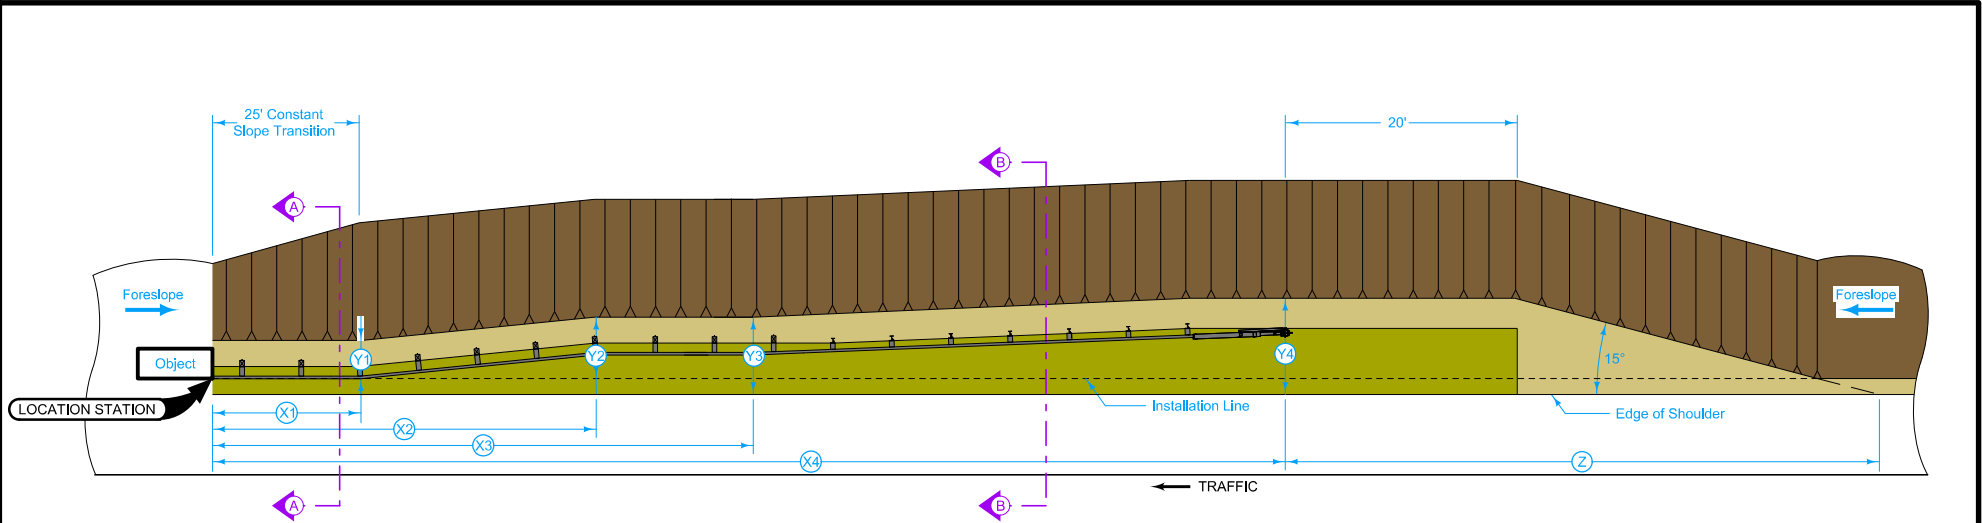 25' Constant
Slope Transition
20'
B
A
Foreslope
Foreslope
Object
Y1
Y2
Y3
Y4
15°
LOCATION STATION
X1
Installation Line
Edge of Shoulder
X2
X3
X4
Z
TRAFFIC
A
B